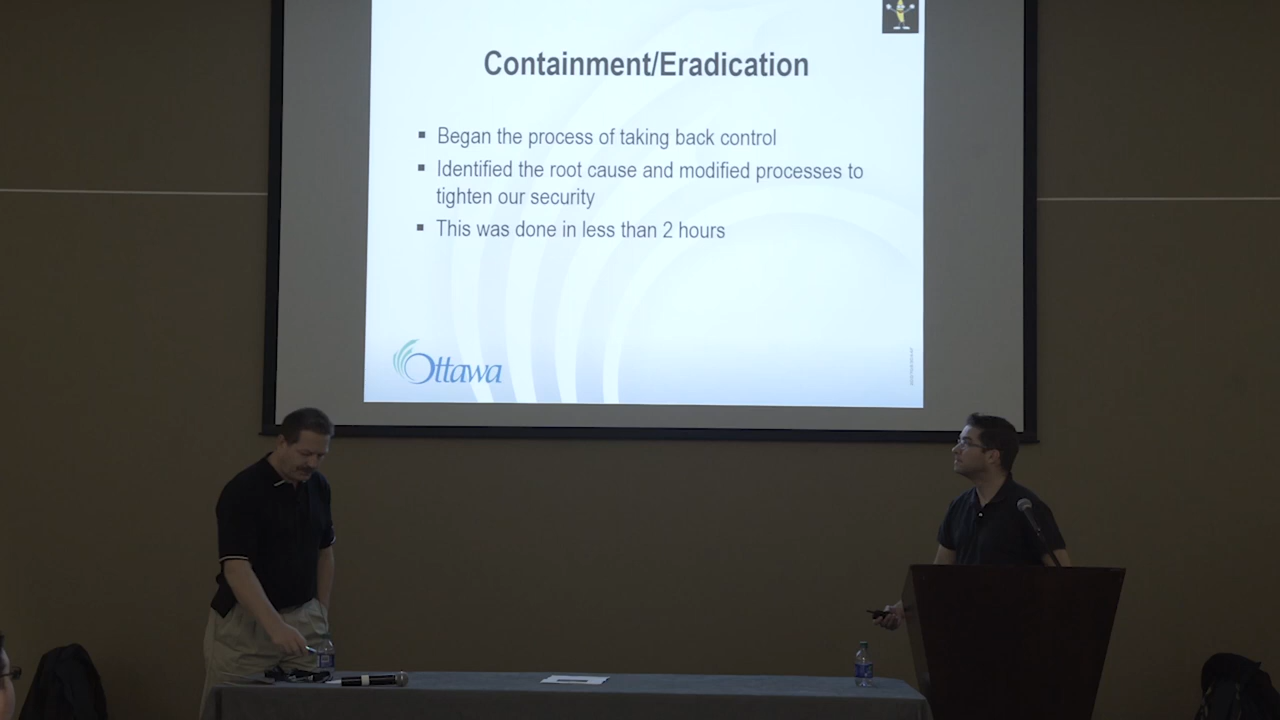 Containment/Eradication
▪ Began the process of taking back control
▪ Identified the root cause and modified processes to
tighten our security
▪ This was done in less than 2 hours
Ottawa